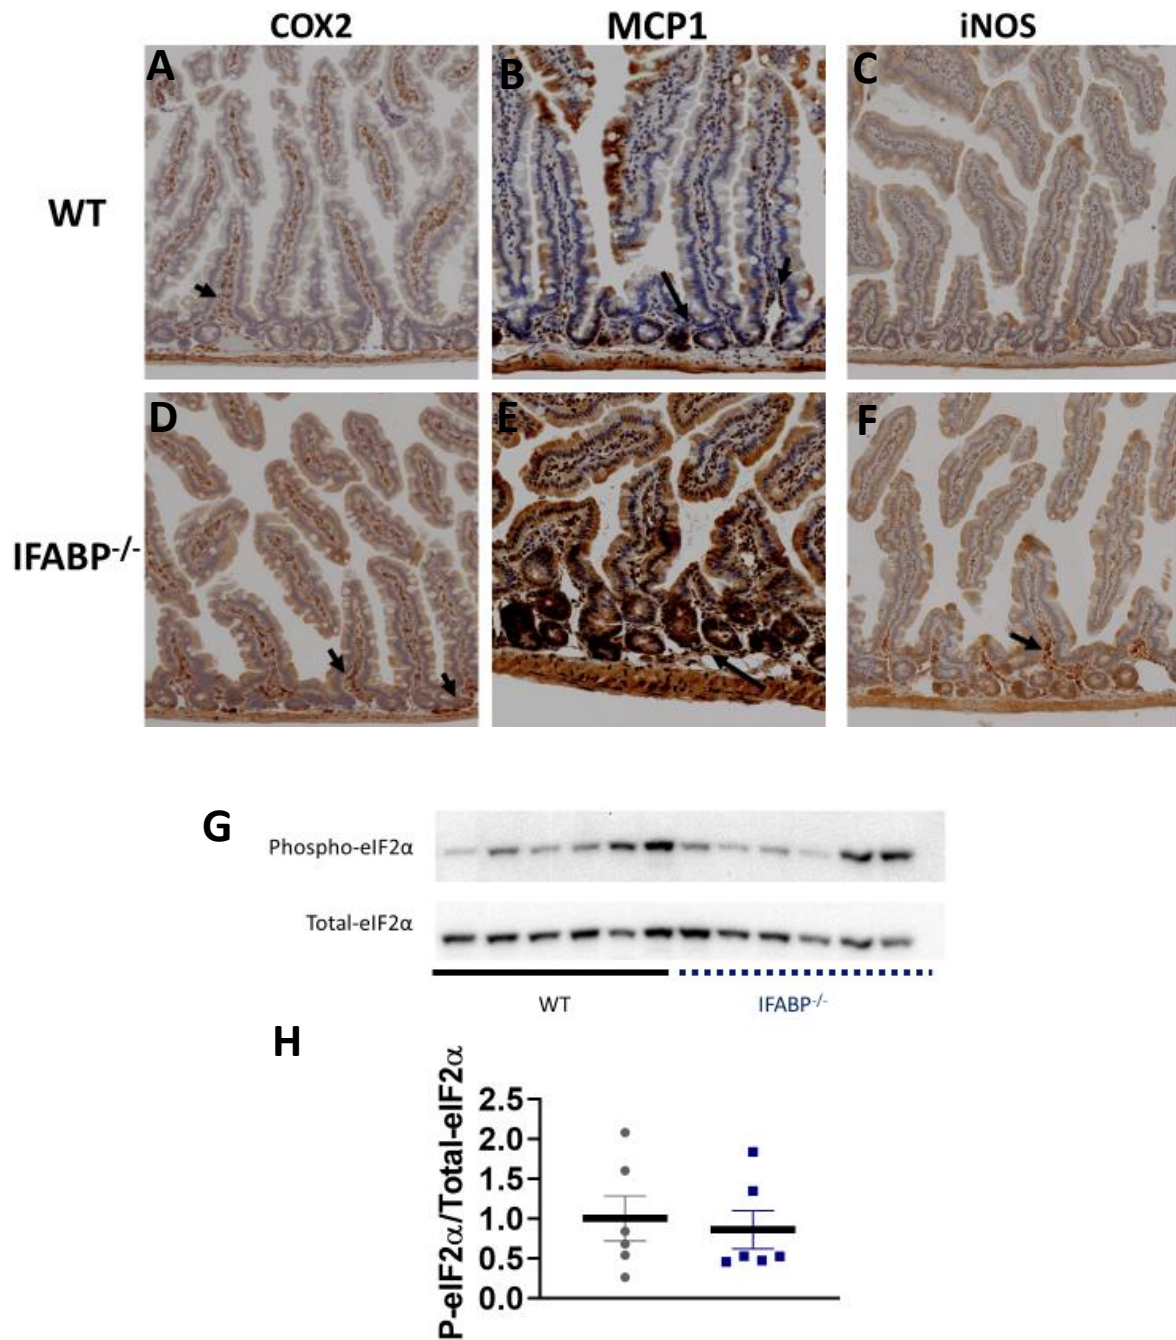 COX2 MCP1 iNOS
A B C
WT
D E F
IFABP-/-
G
Phospho-eIF2α
Total-eIF2α
WT IFABP-/-
H
P-eIF2α/Total-eIF2α
2.5
2.0
1.5
1.0
0.5
0.0